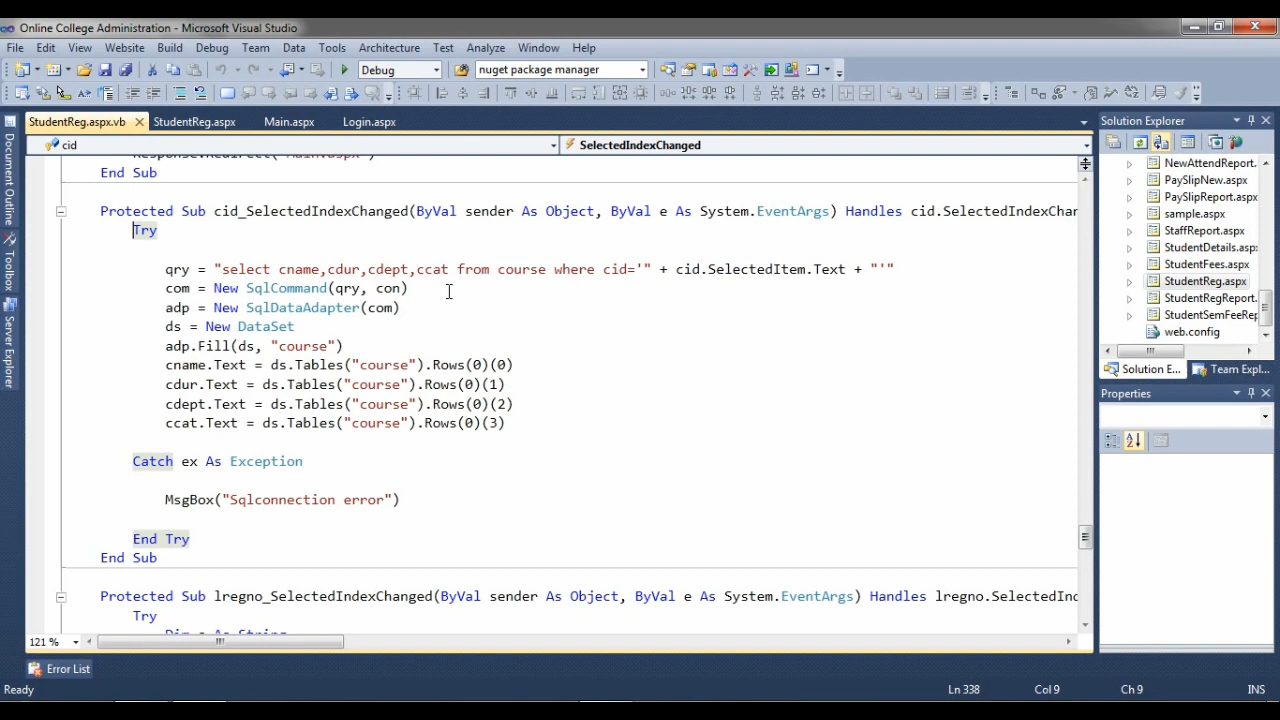 Online College Administration - Microsoft Visual Studio
File Edit View Website Build Debug Team Data Tools Architecture Test Analyze Window Help
Debug nuget package manager
StudentReg.aspx.vb StudentReg.aspx Main.aspx Login.aspx
cid SelectedIndexChanged
Document Outline
Toolbox
Server Explorer
Response.Redirect("Main.aspx")
End Sub
Protected Sub cid_SelectedIndexChanged(ByVal sender As Object, ByVal e As System.EventArgs) Handles cid.SelectedIndexChan
Try
qry = "select cname,cdur,cdept,ccat from course where cid='" + cid.SelectedItem.Text + "'"
com = New SqlCommand(qry, con)
adp = New SqlDataAdapter(com)
ds = New DataSet
adp.Fill(ds, "course")
cname.Text = ds.Tables("course").Rows(0)(0)
cdur.Text = ds.Tables("course").Rows(0)(1)
cdept.Text = ds.Tables("course").Rows(0)(2)
ccat.Text = ds.Tables("course").Rows(0)(3)
Catch ex As Exception
MsgBox("Sqlconnection error")
End Try
End Sub
Protected Sub lregno_SelectedIndexChanged(ByVal sender As Object, ByVal e As System.EventArgs) Handles lregno.SelectedInd
Try
Dim s As String
121 %
Solution Explorer
NewAttendReport.
PaySlipNew.aspx
PaySlipReport.aspx
sample.aspx
StaffReport.aspx
StudentDetails.asp
StudentFees.aspx
StudentReg.aspx
StudentRegReport.
StudentSemFeeRep
web.config
Solution E... Team Expl...
Properties
Error List
Ready Ln 338 Col 9 Ch 9 INS